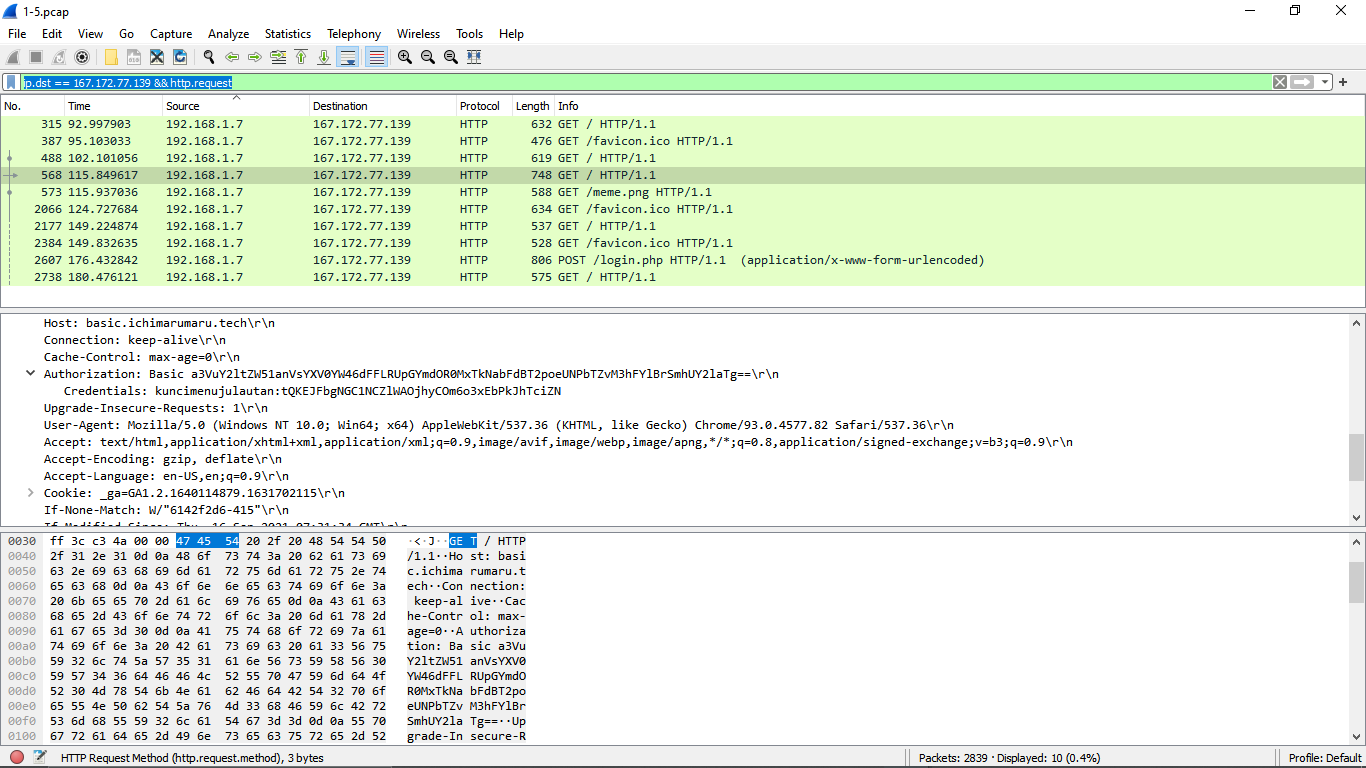 1-5.pcap
File Edit View Go Capture Analyze Statistics Telephony Wireless Tools Help
ip.dst == 167.172.77.139 && http.request
No. Time Source Destination Protocol Length Info
315 92.997903 192.168.1.7 167.172.77.139 HTTP 632 GET / HTTP/1.1
387 95.103033 192.168.1.7 167.172.77.139 HTTP 476 GET /favicon.ico HTTP/1.1
488 102.101056 192.168.1.7 167.172.77.139 HTTP 619 GET / HTTP/1.1
568 115.849617 192.168.1.7 167.172.77.139 HTTP 748 GET / HTTP/1.1
573 115.937036 192.168.1.7 167.172.77.139 HTTP 588 GET /meme.png HTTP/1.1
2066 124.727684 192.168.1.7 167.172.77.139 HTTP 634 GET /favicon.ico HTTP/1.1
2177 149.224874 192.168.1.7 167.172.77.139 HTTP 537 GET / HTTP/1.1
2384 149.832635 192.168.1.7 167.172.77.139 HTTP 528 GET /favicon.ico HTTP/1.1
2607 176.432842 192.168.1.7 167.172.77.139 HTTP 806 POST /login.php HTTP/1.1 (application/x-www-form-urlencoded)
2738 180.476121 192.168.1.7 167.172.77.139 HTTP 575 GET / HTTP/1.1
Host: basic.ichimarumaru.tech\r\n
Connection: keep-alive\r\n
Cache-Control: max-age=0\r\n
Authorization: Basic a3VuY2ltZW51anVsYXV0YW46dFFLRUpGYmdOR0MxTkNabFdBT2poeUNPbTZvM3hFYlBrSmhUY2laTg==\r\n
Credentials: kuncimenujulautan:tQKEJFbgNGC1NCZlWAOjhyCOm6o3xEbPkJhTciZN
Upgrade-Insecure-Requests: 1\r\n
User-Agent: Mozilla/5.0 (Windows NT 10.0; Win64; x64) AppleWebKit/537.36 (KHTML, like Gecko) Chrome/93.0.4577.82 Safari/537.36\r\n
Accept: text/html,application/xhtml+xml,application/xml;q=0.9,image/avif,image/webp,image/apng,*/*;q=0.8,application/signed-exchange;v=b3;q=0.9\r\n
Accept-Encoding: gzip, deflate\r\n
Accept-Language: en-US,en;q=0.9\r\n
Cookie: _ga=GA1.2.1640114879.1631702115\r\n
If-None-Match: W/"6142f2d6-415"\r\n
If-Modified-Since: Thu, 16 Sep 2021 07:31:34 GMT\r\n
0030 ff 3c c3 4a 00 00 47 45 54 20 2f 20 48 54 54 50 ·<·J··GET / HTTP
0040 2f 31 2e 31 0d 0a 48 6f 73 74 3a 20 62 61 73 69 /1.1··Host: basi
0050 63 2e 69 63 68 69 6d 61 72 75 6d 61 72 75 2e 74 c.ichimarumaru.t
0060 65 63 68 0d 0a 43 6f 6e 6e 65 63 74 69 6f 6e 3a ech··Connection:
0070 20 6b 65 65 70 2d 61 6c 69 76 65 0d 0a 43 61 63 keep-alive··Cac
0080 68 65 2d 43 6f 6e 74 72 6f 6c 3a 20 6d 61 78 2d he-Control: max-
0090 61 67 65 3d 30 0d 0a 41 75 74 68 6f 72 69 7a 61 age=0··Authoriza
00a0 74 69 6f 6e 3a 20 42 61 73 69 63 20 61 33 56 75 tion: Basic a3Vu
00b0 59 32 6c 74 5a 57 35 31 61 6e 56 73 59 58 56 30 Y2ltZW51anVsYXV0
00c0 59 57 34 36 64 46 46 4c 52 55 70 47 59 6d 64 4f YW46dFFLRUpGYmdO
00d0 52 30 4d 78 54 6b 4e 61 62 46 64 42 54 32 70 6f R0MxTkNabFdBT2po
00e0 65 55 4e 50 62 54 5a 76 4d 33 68 46 59 6c 42 72 eUNPbTZvM3hFYlBr
00f0 53 6d 68 55 59 32 6c 61 54 67 3d 3d 0d 0a 55 70 SmhUY2laTg==··Up
0100 67 72 61 64 65 2d 49 6e 73 65 63 75 72 65 2d 52 grade-Insecure-R
HTTP Request Method (http.request.method), 3 bytes
Packets: 2839 · Displayed: 10 (0.4%)
Profile: Default